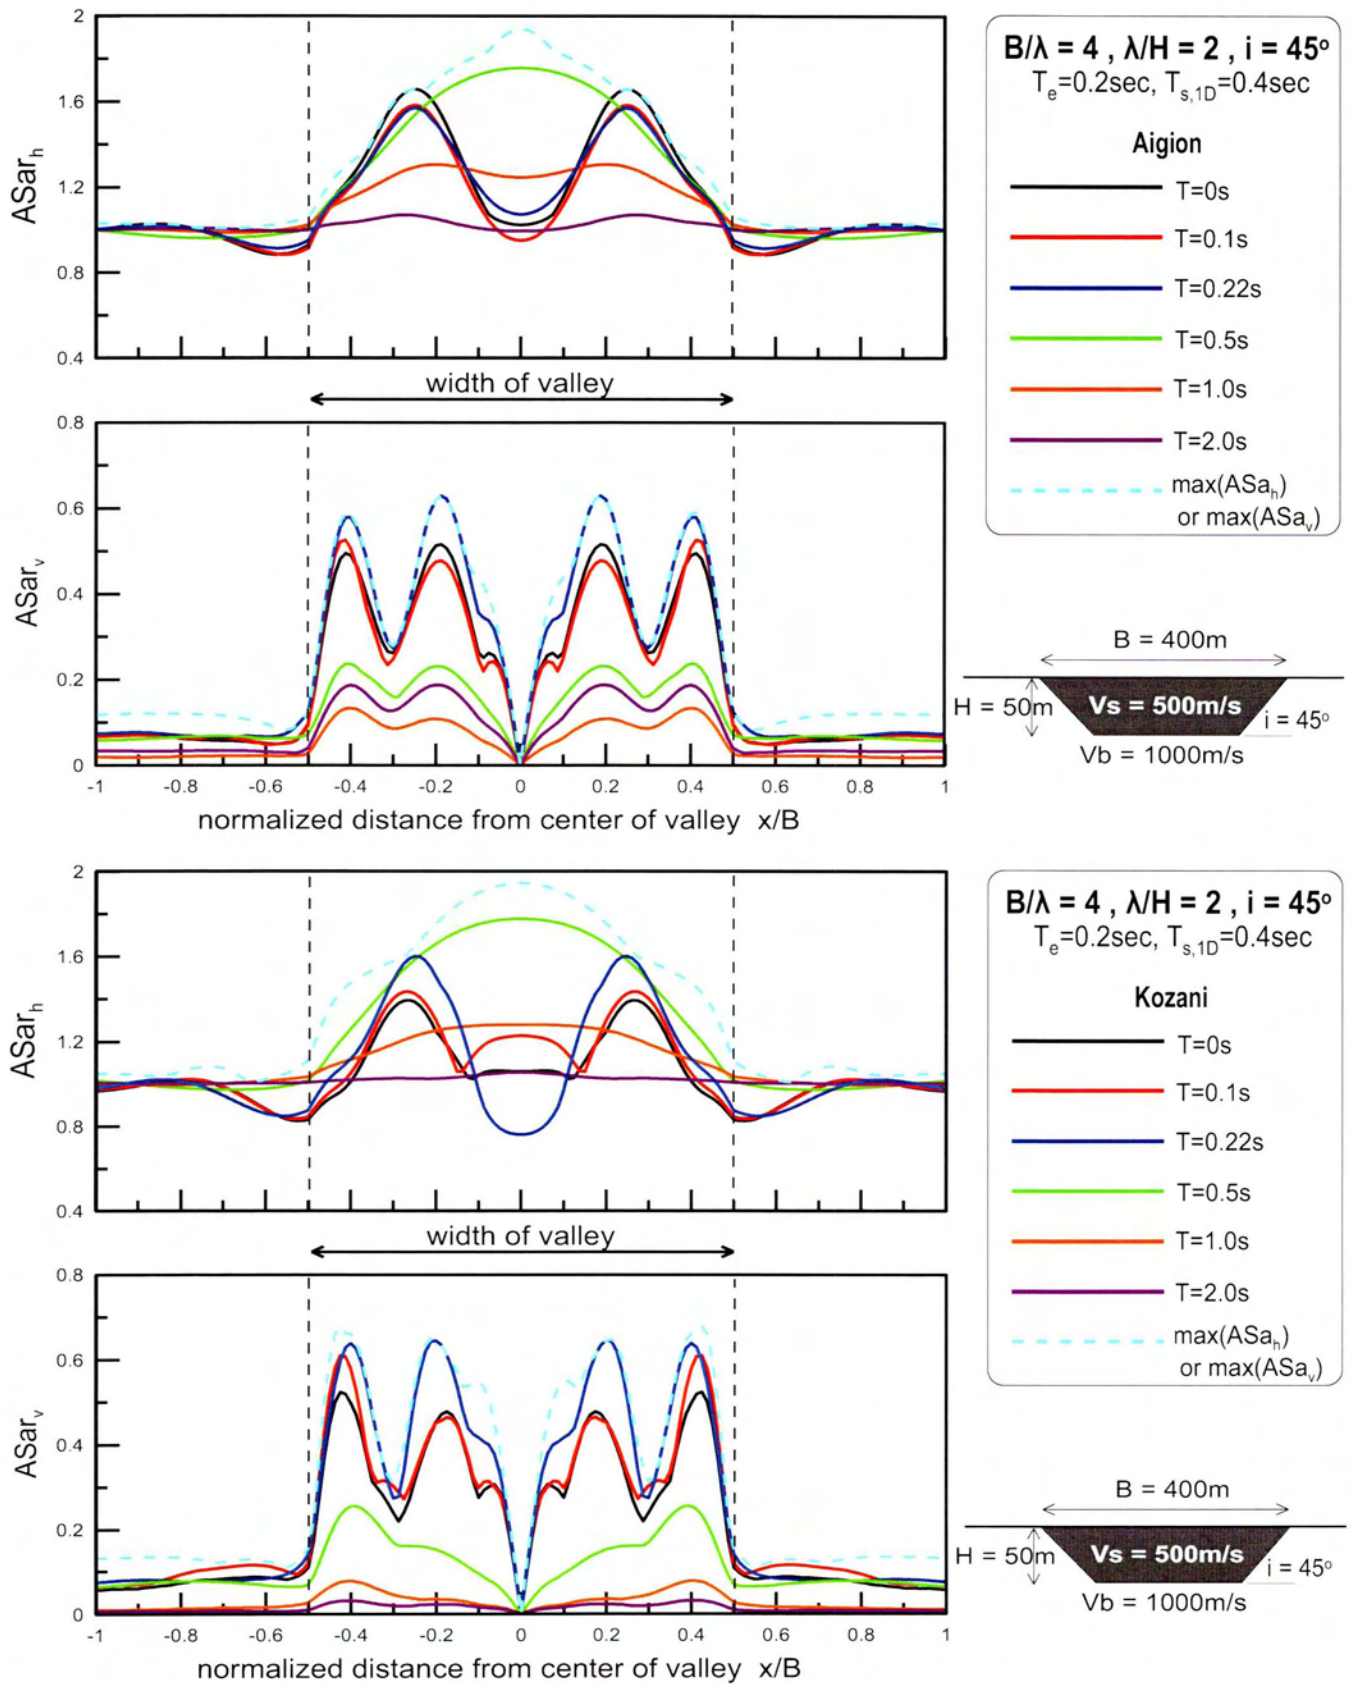 2
1.6
1.2
0.8
0.4
ASar_h
width of valley
0.8
0.6
0.4
0.2
0
ASar_v
-1 -0.8 -0.6 -0.4 -0.2 0 0.2 0.4 0.6 0.8 1
normalized distance from center of valley x/B
B/λ = 4 , λ/H = 2 , i = 45°
T_e=0.2sec, T_s,1D=0.4sec
Aigion
T=0s
T=0.1s
T=0.22s
T=0.5s
T=1.0s
T=2.0s
max(ASa_h)
or max(ASa_v)
B = 400m
H = 50m
Vs = 500m/s
i = 45°
Vb = 1000m/s
2
1.6
1.2
0.8
0.4
ASar_h
width of valley
0.8
0.6
0.4
0.2
0
ASar_v
-1 -0.8 -0.6 -0.4 -0.2 0 0.2 0.4 0.6 0.8 1
normalized distance from center of valley x/B
B/λ = 4 , λ/H = 2 , i = 45°
T_e=0.2sec, T_s,1D=0.4sec
Kozani
T=0s
T=0.1s
T=0.22s
T=0.5s
T=1.0s
T=2.0s
max(ASa_h)
or max(ASa_v)
B = 400m
H = 50m
Vs = 500m/s
i = 45°
Vb = 1000m/s